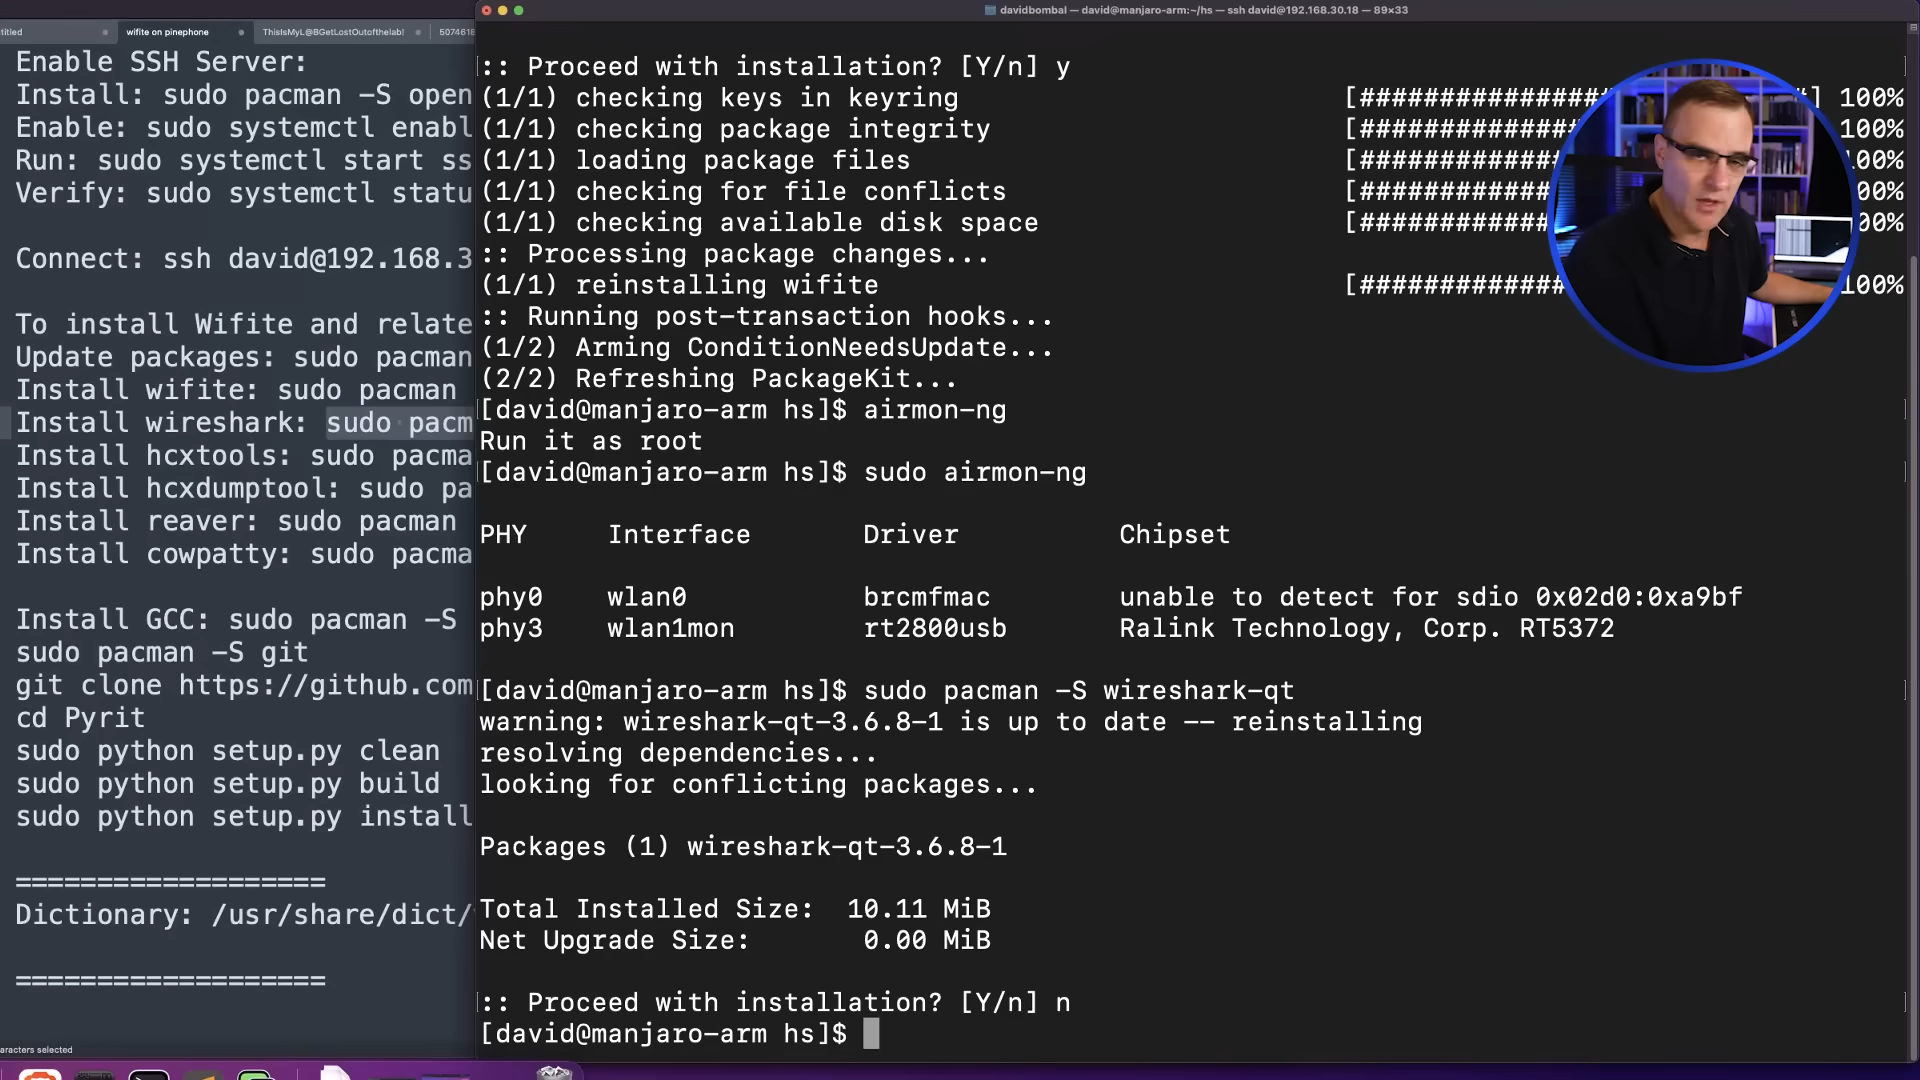 titled
wifite on pinephone
ThisIsMyL@BGetLostOutofthelab!
5074618
Enable SSH Server:
Install: sudo pacman -S open
Enable: sudo systemctl enabl
Run: sudo systemctl start ss
Verify: sudo systemctl statu
Connect: ssh david@192.168.3
To install Wifite and relate
Update packages: sudo pacman
Install wifite: sudo pacman
Install wireshark: sudo pacm
Install hcxtools: sudo pacma
Install hcxdumptool: sudo pa
Install reaver: sudo pacman
Install cowpatty: sudo pacma
Install GCC: sudo pacman -S
sudo pacman -S git
git clone https://github.com
cd Pyrit
sudo python setup.py clean
sudo python setup.py build
sudo python setup.py install
===================
Dictionary: /usr/share/dict/
===================
aracters selected
davidbombal — david@manjaro-arm:~/hs — ssh david@192.168.30.18 — 89×33
:: Proceed with installation? [Y/n] y
(1/1) checking keys in keyring [################] 100%
(1/1) checking package integrity [############## 100%
(1/1) loading package files [############# 100%
(1/1) checking for file conflicts [############# 00%
(1/1) checking available disk space [############# 00%
:: Processing package changes...
(1/1) reinstalling wifite [############# 100%
:: Running post-transaction hooks...
(1/2) Arming ConditionNeedsUpdate...
(2/2) Refreshing PackageKit...
[david@manjaro-arm hs]$ airmon-ng
Run it as root
[david@manjaro-arm hs]$ sudo airmon-ng
PHY Interface Driver Chipset
phy0 wlan0 brcmfmac unable to detect for sdio 0x02d0:0xa9bf
phy3 wlan1mon rt2800usb Ralink Technology, Corp. RT5372
[david@manjaro-arm hs]$ sudo pacman -S wireshark-qt
warning: wireshark-qt-3.6.8-1 is up to date -- reinstalling
resolving dependencies...
looking for conflicting packages...
Packages (1) wireshark-qt-3.6.8-1
Total Installed Size: 10.11 MiB
Net Upgrade Size: 0.00 MiB
:: Proceed with installation? [Y/n] n
[david@manjaro-arm hs]$